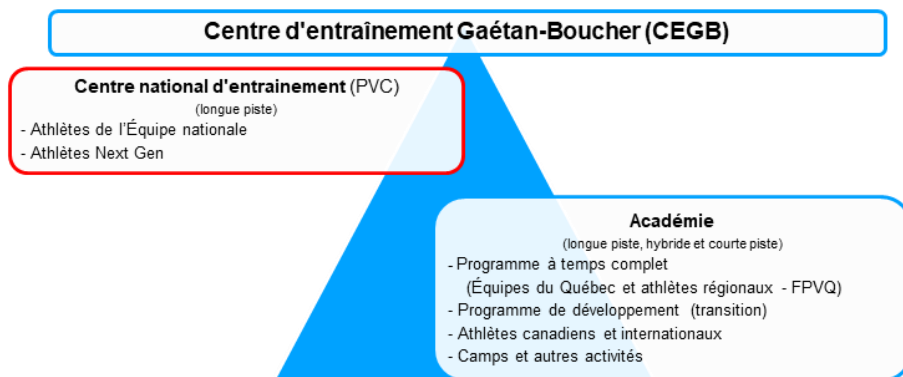 Centre d'entraînement Gaétan-Boucher (CEGB)
Centre national d'entrainement (PVC)
(longue piste)
- Athlètes de l'Équipe nationale
- Athlètes Next Gen
Académie
(longue piste, hybride et courte piste)
- Programme à temps complet
(Équipes du Québec et athlètes régionaux - FPVQ)
- Programme de développement (transition)
- Athlètes canadiens et internationaux
- Camps et autres activités